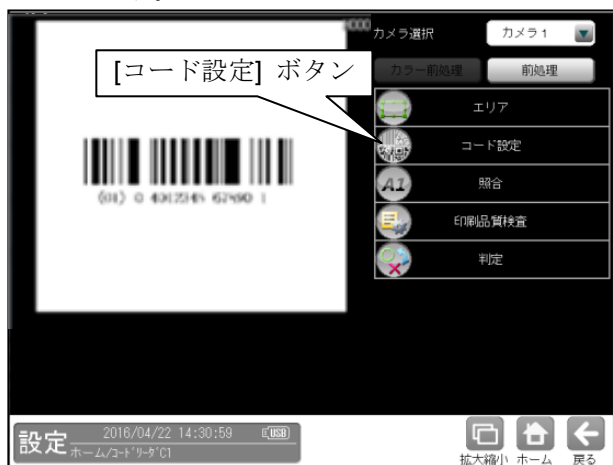 カメラ選択
カメラ1
[コード設定] ボタン
カラー前処理
前処理
エリア
コード設定
A1
照合
印刷品質検査
判定
設定
2016/04/22 14:30:59
USB
ホーム/コードリーダC1
拡大縮小
ホーム
戻る